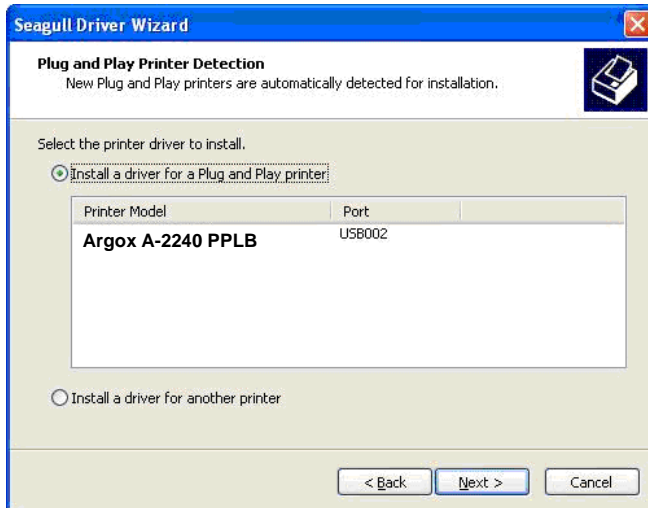 Seagull Driver Wizard
Plug and Play Printer Detection
New Plug and Play printers are automatically detected for installation.
Select the printer driver to install.
Install a driver for a Plug and Play printer
Printer Model Port
Argox A-2240 PPLB USB002
Install a driver for another printer
< Back Next > Cancel